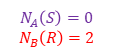 N_A(S) = 0
N_B(R) = 2